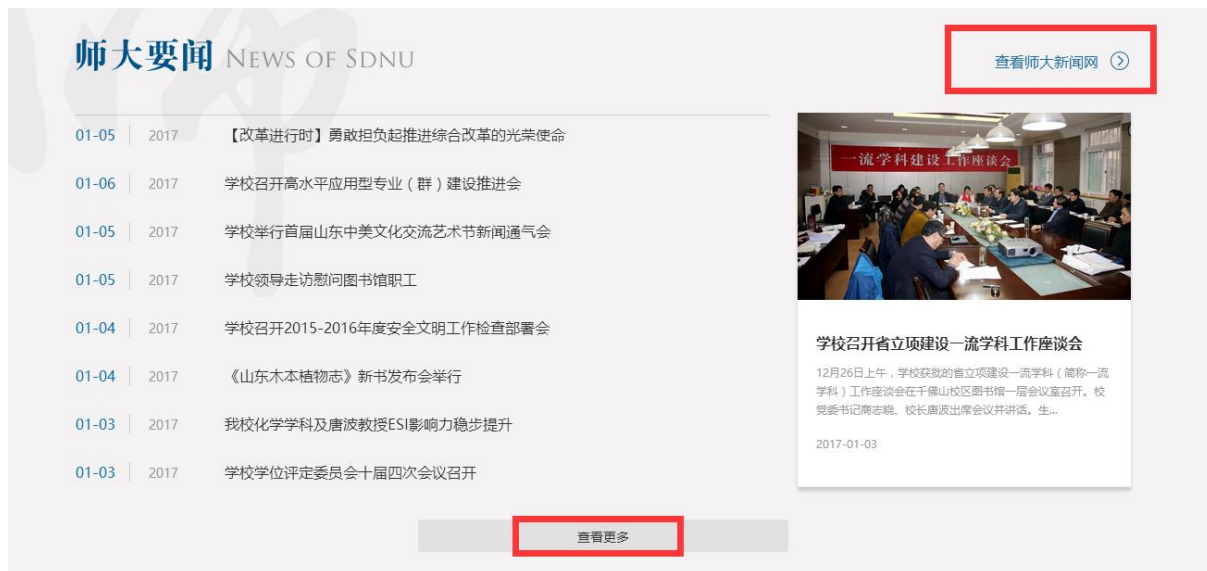 师大要闻 NEWS OF SDNU
查看师大新闻网
01-05 2017 【改革进行时】勇敢担负起推进综合改革的光荣使命
01-06 2017 学校召开高水平应用型专业（群）建设推进会
01-05 2017 学校举行首届山东中美文化交流艺术节新闻通气会
01-05 2017 学校领导走访慰问图书馆职工
01-04 2017 学校召开2015-2016年度安全文明工作检查部署会
01-04 2017 《山东木本植物志》新书发布会举行
01-03 2017 我校化学学科及唐波教授ESI影响力稳步提升
01-03 2017 学校学位评定委员会十届四次会议召开
一流学科建设工作座谈会
学校召开省立项建设一流学科工作座谈会
12月26日上午，学校获批的省立项建设一流学科（简称一流
学科）工作座谈会在千佛山校区图书馆一层会议室召开。校
党委书记商志晓、校长唐波出席会议并讲话。生...
2017-01-03
查看更多